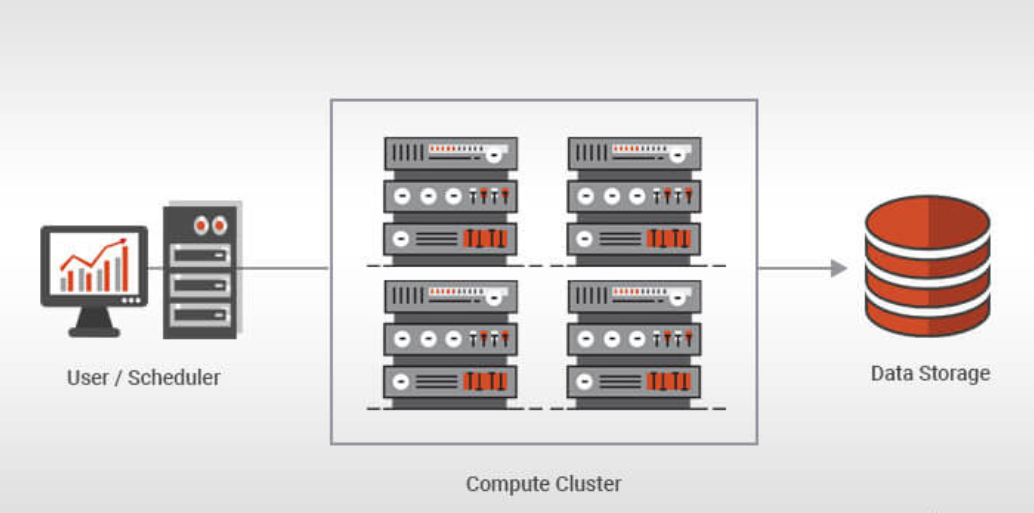 User / Scheduler
Data Storage
Compute Cluster